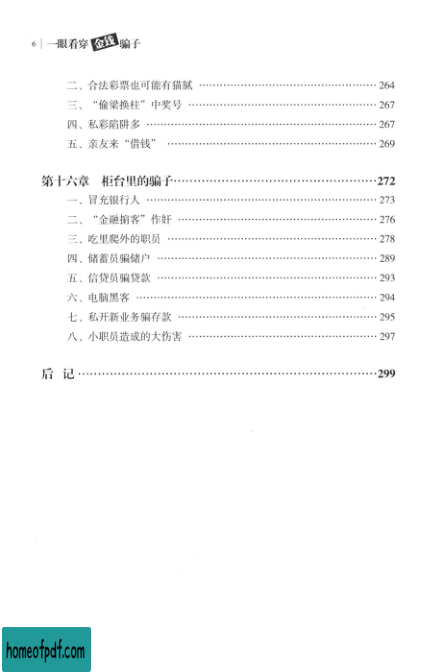 6 一眼看穿金钱骗子
二、合法彩票也可能有猫腻 264
三、“偷梁换柱”中奖号 267
四、私彩陷阱多 267
五、亲友来“借钱” 269
第十六章 柜台里的骗子 272
一、冒充银行人 273
二、“金融掮客”作奸 276
三、吃里爬外的职员 278
四、储蓄员骗储户 289
五、信贷员骗贷款 293
六、电脑黑客 294
七、私开新业务骗存款 295
八、小职员造成的大伤害 297
后 记 299
homeofpdf.com